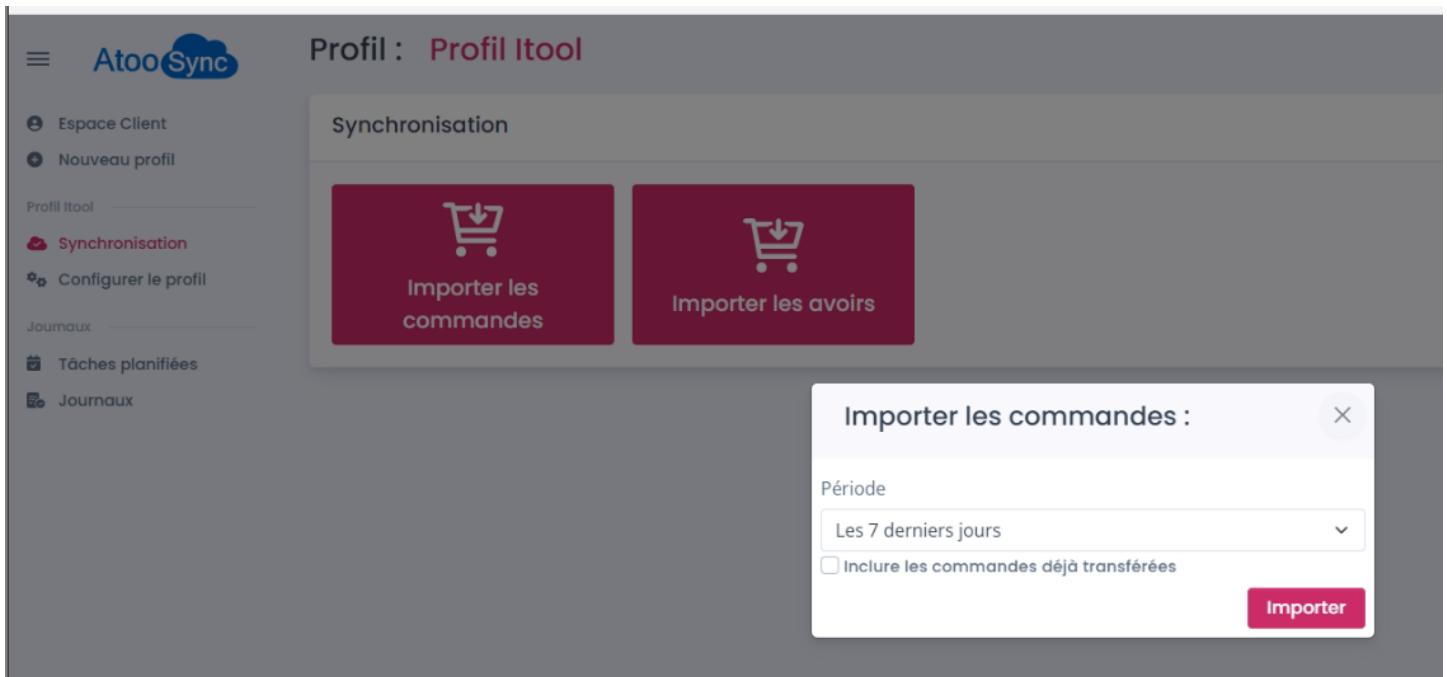 AtooSync
Profil : Profil Itool
Espace Client
Nouveau profil
Profil Itool
Synchronisation
Configurer le profil
Journaux
Tâches planifiées
Journaux
Synchronisation
Importer les
commandes
Importer les avoirs
Importer les commandes :
Période
Les 7 derniers jours
Inclure les commandes déjà transférées
Importer